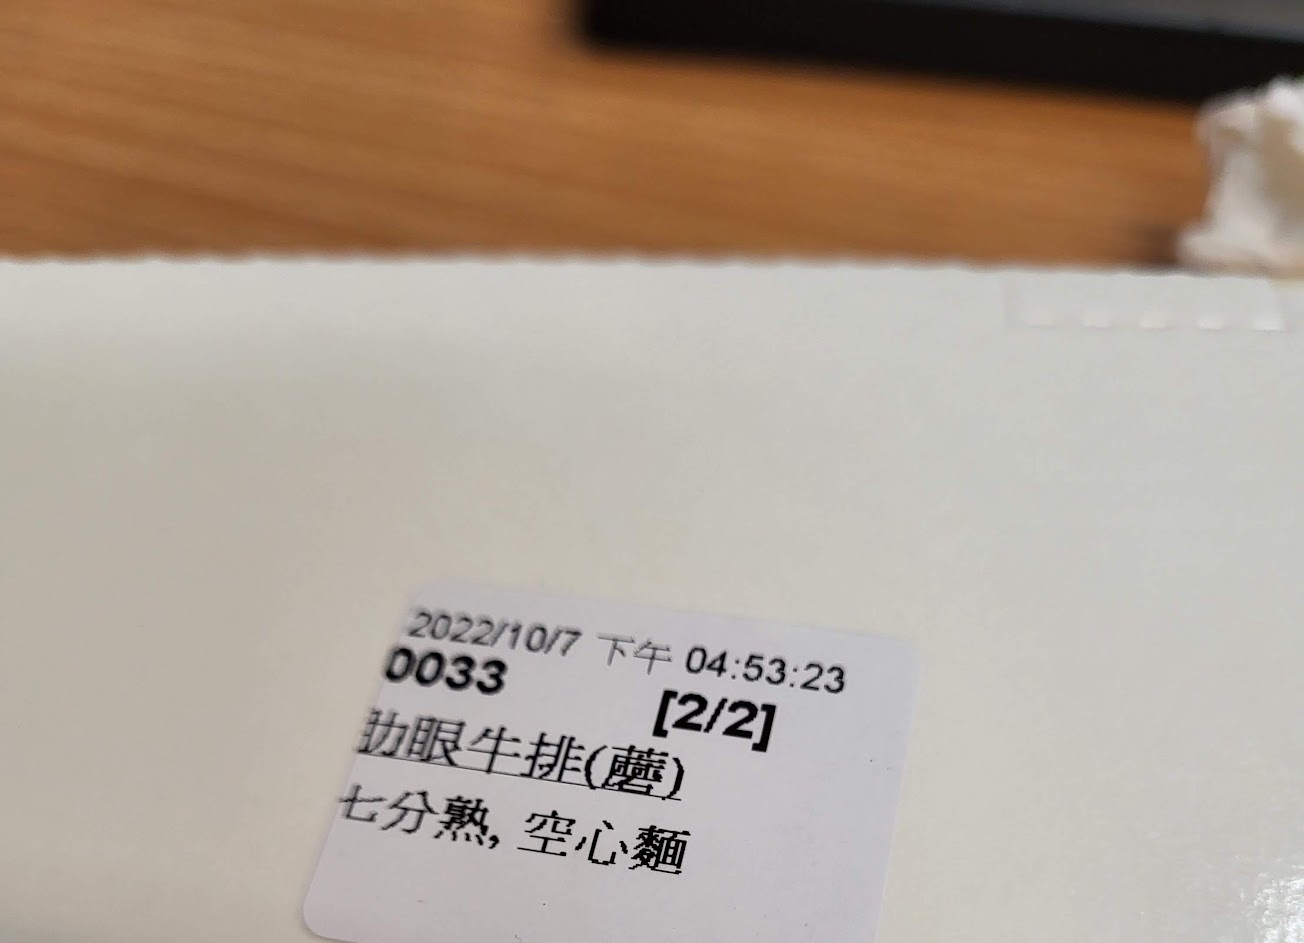 2022/10/7 下午 04:53:23
0033
[2/2]
肋眼牛排(蘑)
七分熟, 空心麵